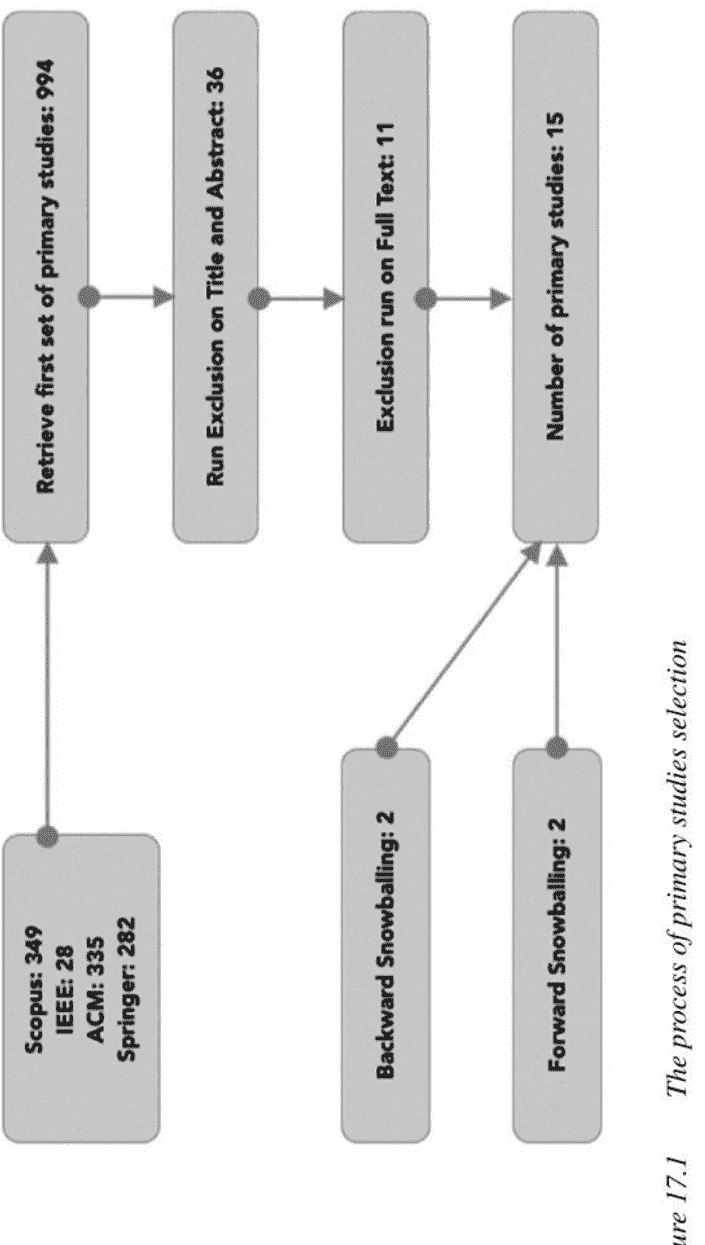 Scopus: 349
IEEE: 28
ACM: 335
Springer: 282
Retrieve first set of primary studies: 994
Run Exclusion on Title and Abstract: 36
Backward Snowballing: 2
Exclusion run on Full Text: 11
Forward Snowballing: 2
Number of primary studies: 15
ure 17.1 The process of primary studies selection